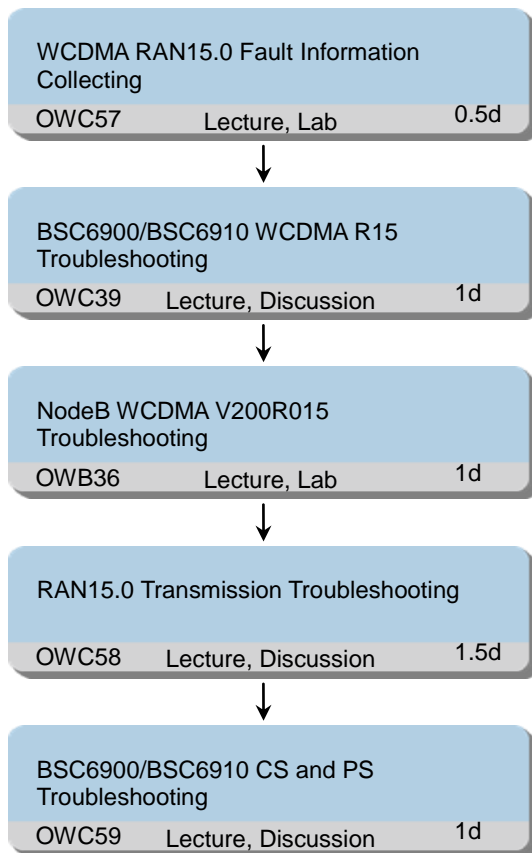 WCDMA RAN15.0 Fault Information
Collecting
OWC57 Lecture, Lab 0.5d
BSC6900/BSC6910 WCDMA R15
Troubleshooting
OWC39 Lecture, Discussion 1d
NodeB WCDMA V200R015
Troubleshooting
OWB36 Lecture, Lab 1d
RAN15.0 Transmission Troubleshooting
OWC58 Lecture, Discussion 1.5d
BSC6900/BSC6910 CS and PS
Troubleshooting
OWC59 Lecture, Discussion 1d